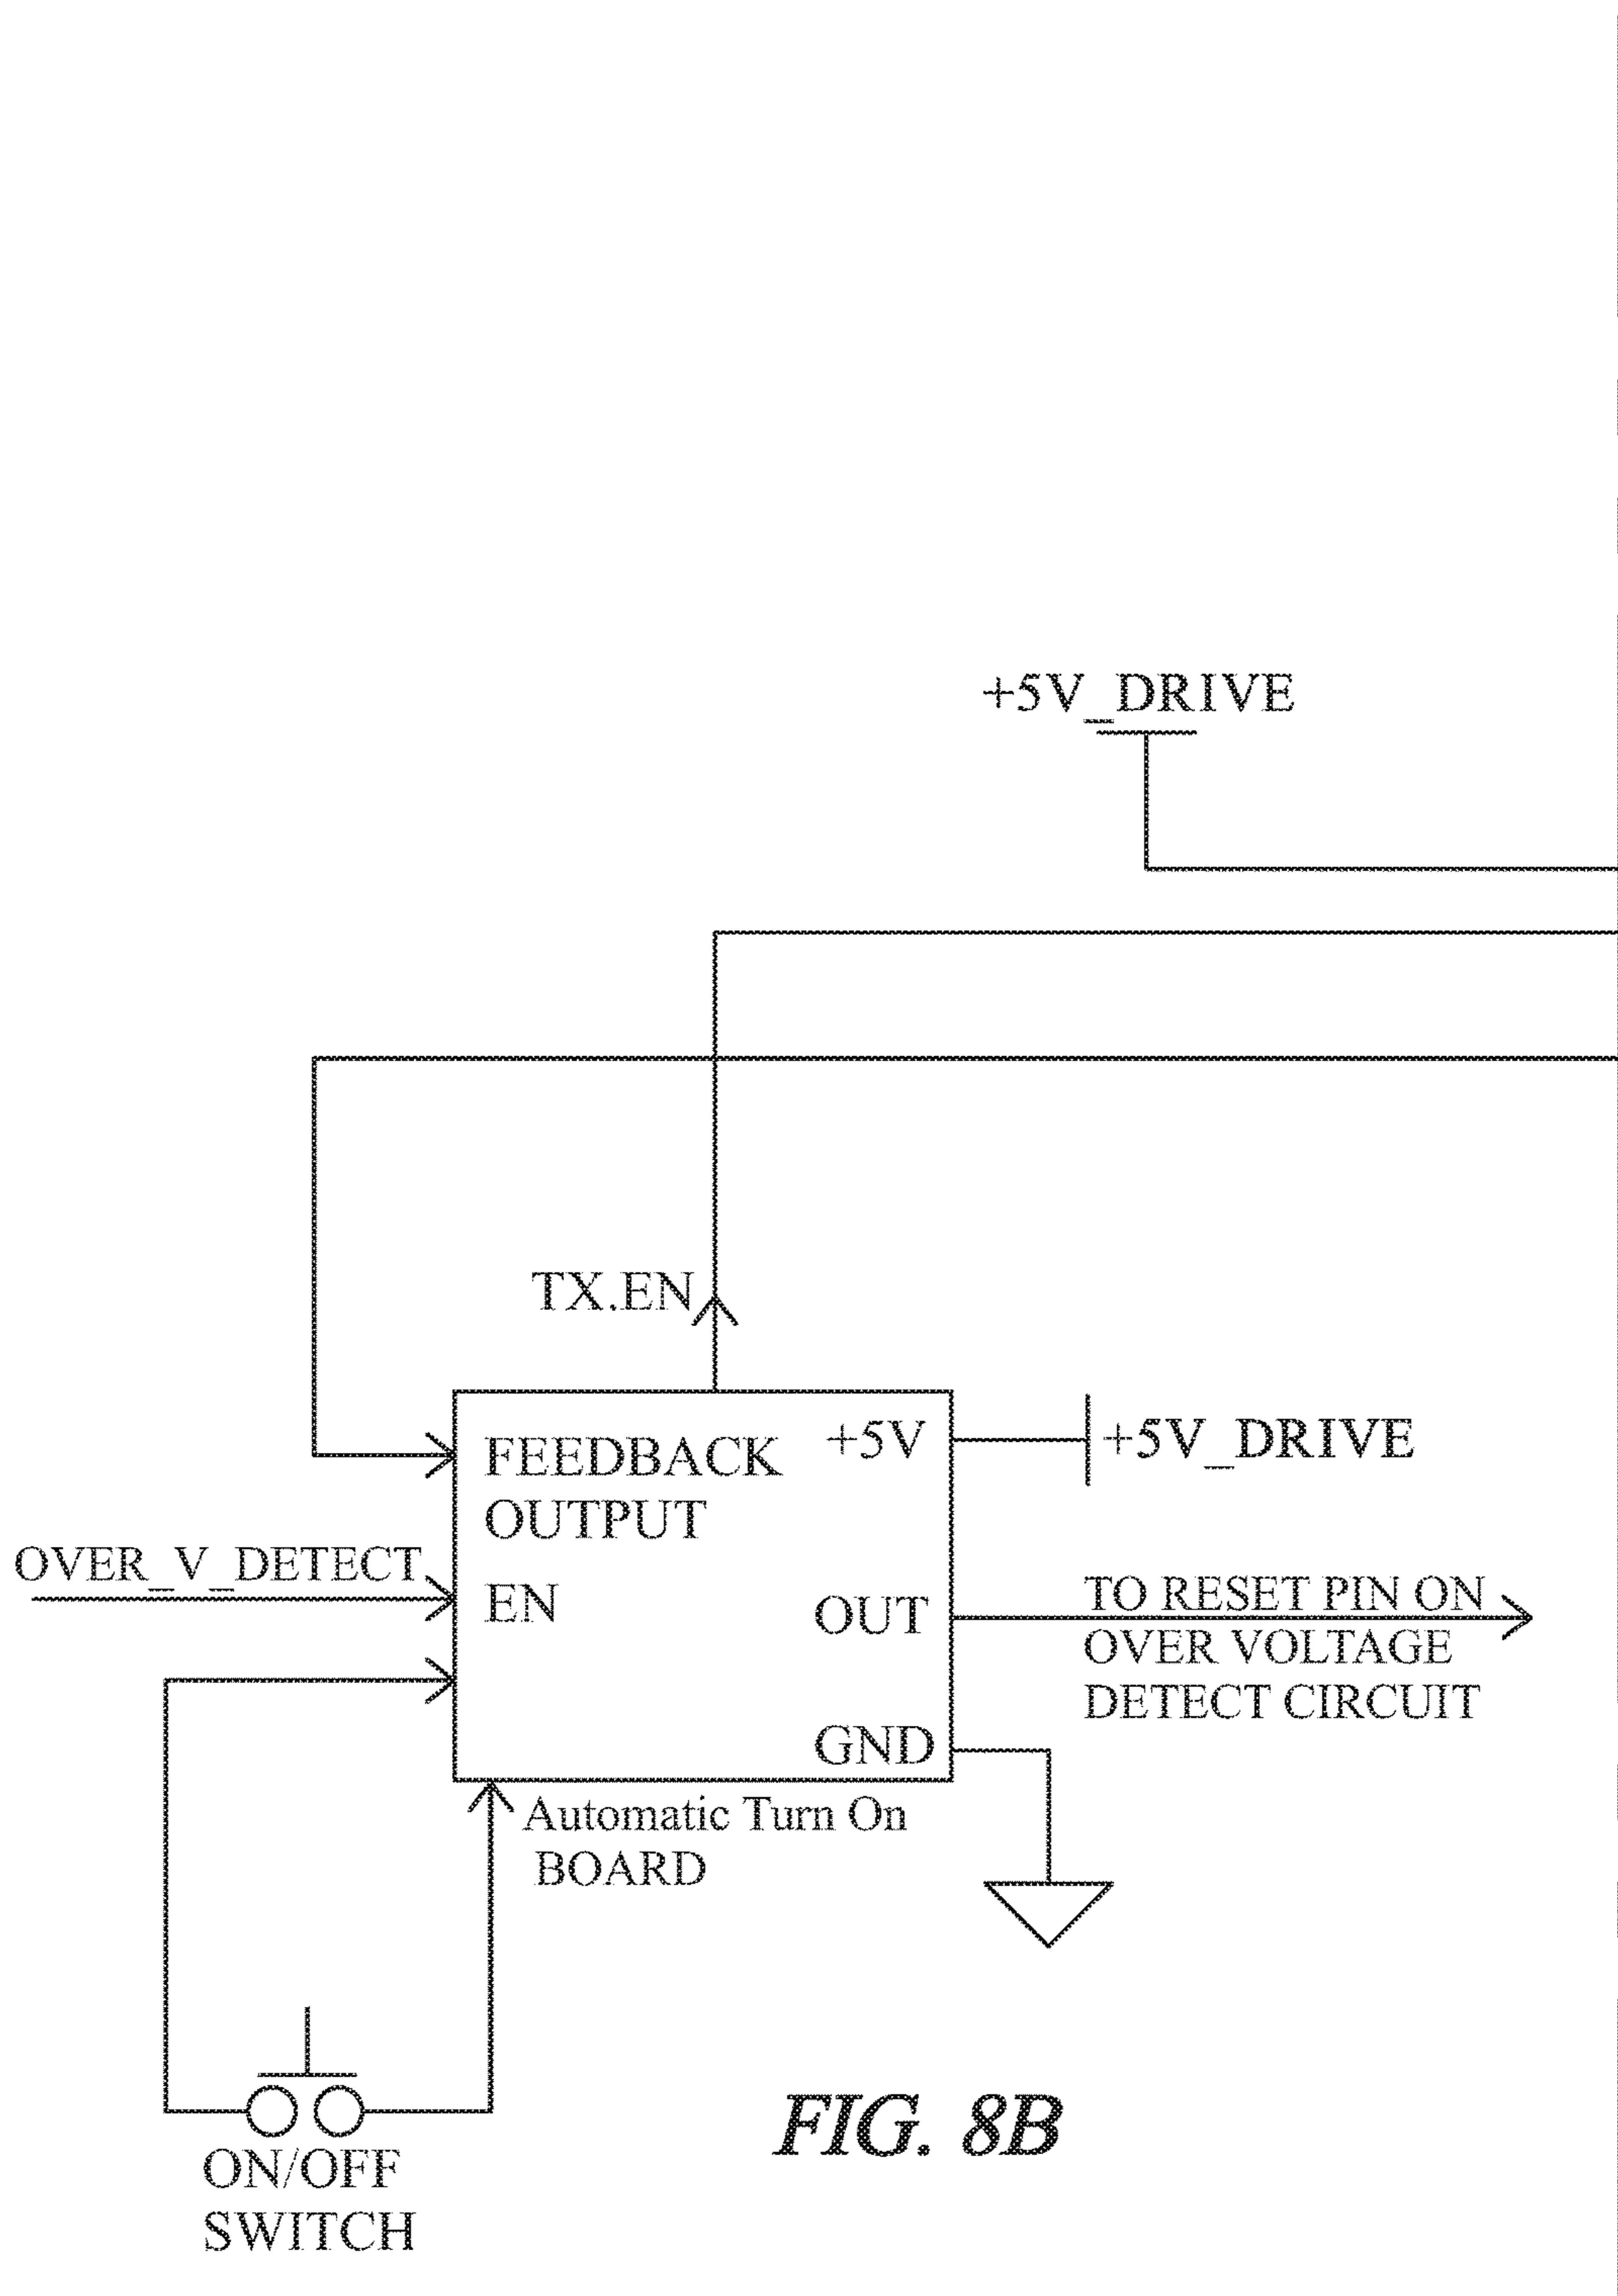 +5V_DRIVE
TX.EN
FEEDBACK
OUTPUT
+5V
+5V_DRIVE
OVER_V_DETECT
EN
OUT
TO RESET PIN ON
OVER VOLTAGE
DETECT CIRCUIT
GND
Automatic Turn On
BOARD
ON/OFF
SWITCH
FIG. 8B